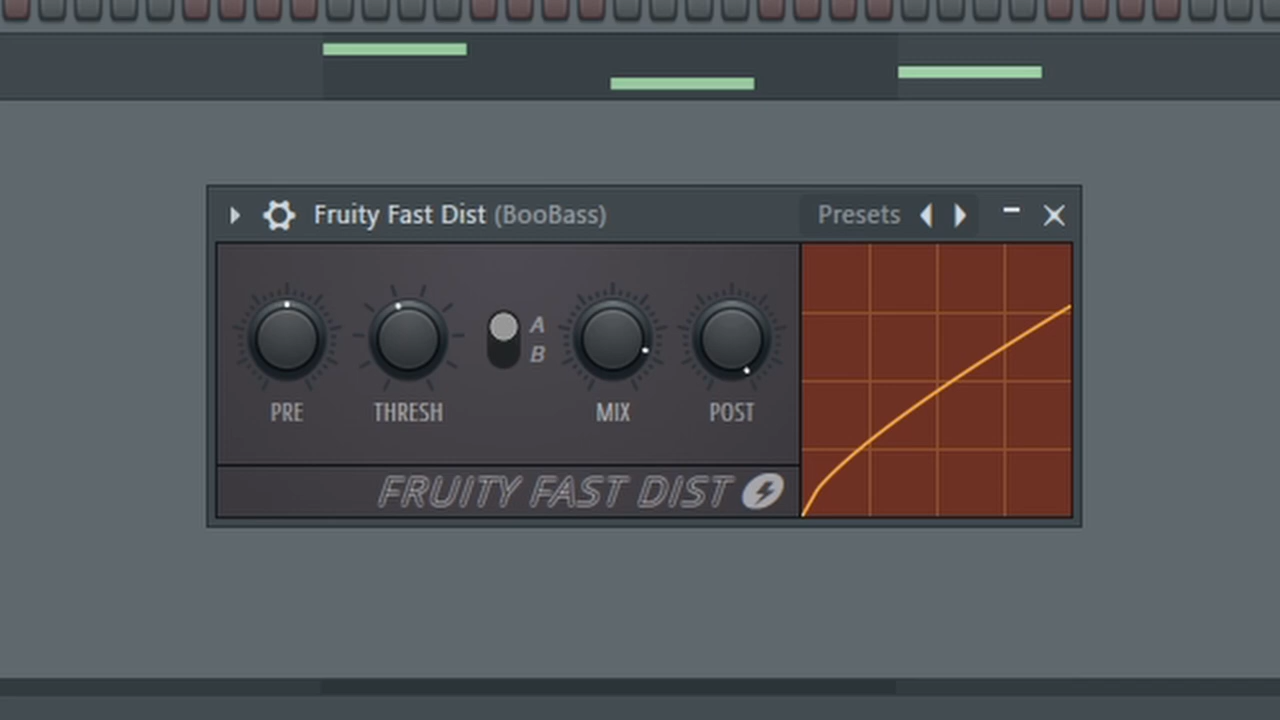 Fruity Fast Dist (BooBass) Presets
A
B
PRE THRESH MIX POST
FRUITY FAST DIST